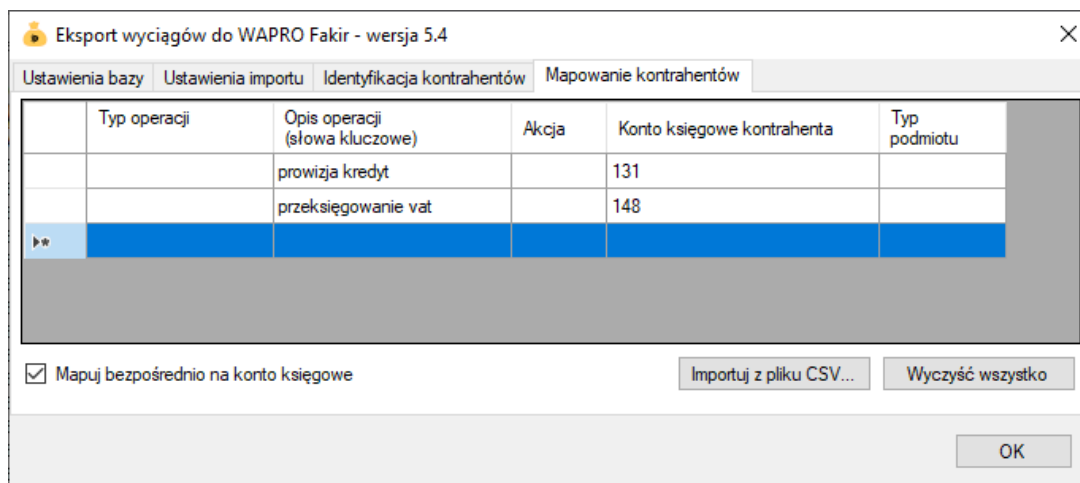 Eksport wyciągów do WAPRO Fakir - wersja 5.4
Ustawienia bazy Ustawienia importu Identyfikacja kontrahentów Mapowanie kontrahentów
Typ operacji Opis operacji (słowa kluczowe) Akcja Konto księgowe kontrahenta Typ podmiotu
prowizja kredyt 131
przeksięgowanie vat 148
Mapuj bezpośrednio na konto księgowe Importuj z pliku CSV... Wyczyść wszystko
OK